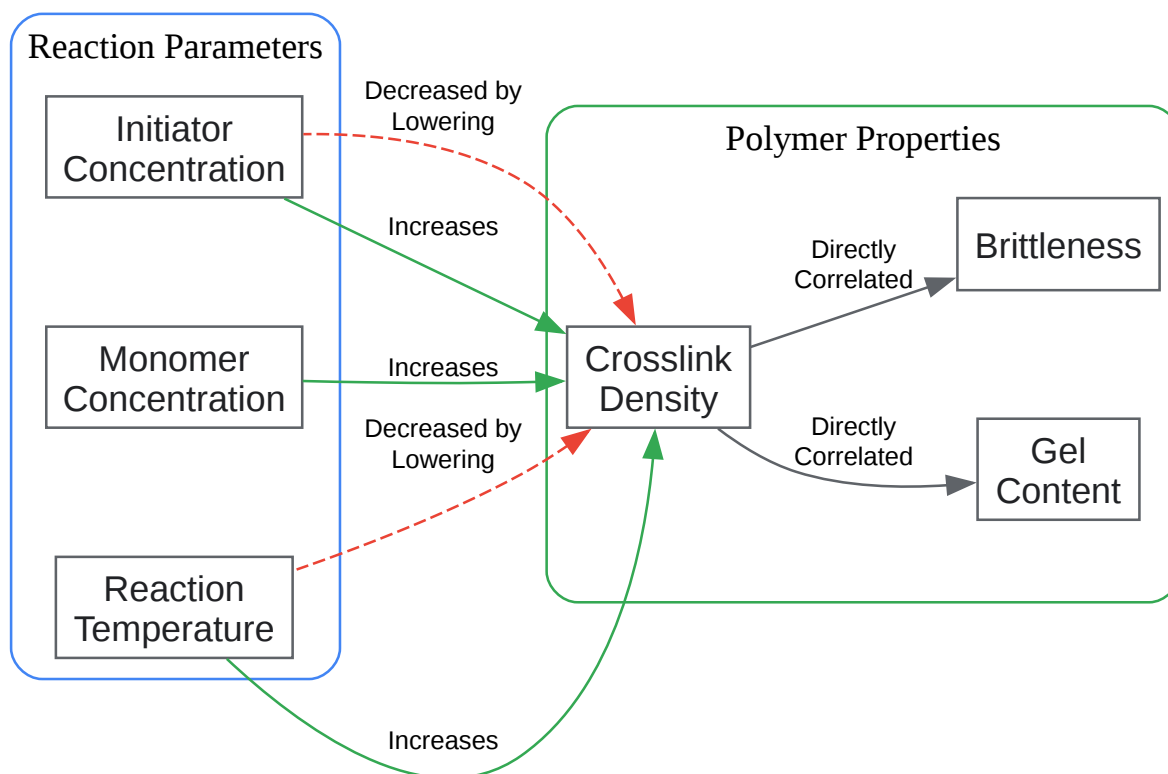 Reaction Parameters
Initiator
Concentration
Monomer
Concentration
Reaction
Temperature
Decreased by
Lowering
Increases
Increases
Decreased by
Lowering
Increases
Polymer Properties
Crosslink
Density
Directly
Correlated
Brittleness
Directly
Correlated
Gel
Content